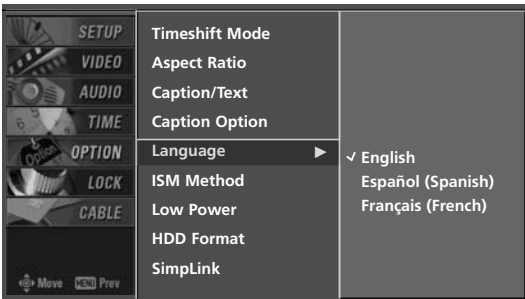 SETUP
VIDEO
AUDIO
TIME
OPTION
LOCK
CABLE
Move MENU Prev
Timeshift Mode
Aspect Ratio
Caption/Text
Caption Option
Language
ISM Method
Low Power
HDD Format
SimpLink
English
Español (Spanish)
Français (French)